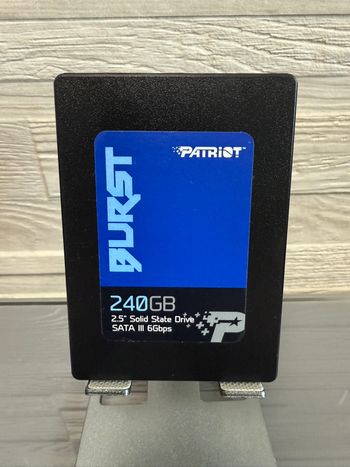 PATRIOT
BURST
240GB
2.5" Solid State Drive
SATA III 6Gbps
P